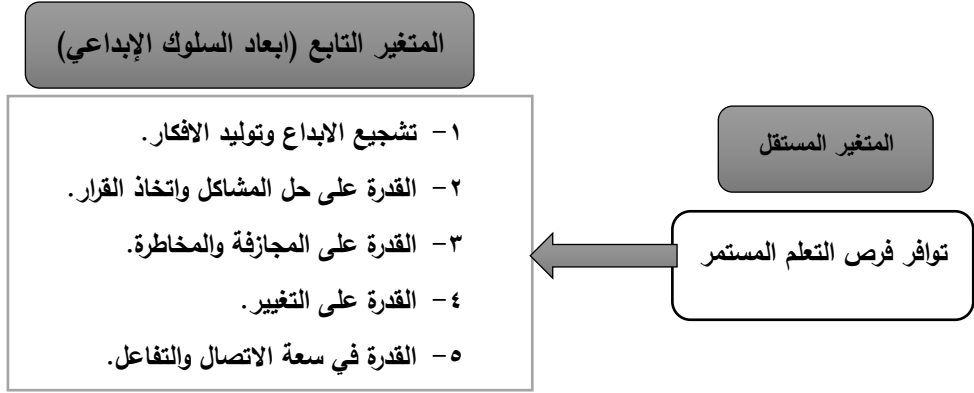 المتغير التابع (ابعاد السلوك الإبداعي)
١- تشجيع الابداع وتوليد الافكار.
٢- القدرة على حل المشاكل واتخاذ القرار.
٣- القدرة على المجازفة والمخاطرة.
٤- القدرة على التغيير.
٥- القدرة في سعة الاتصال والتفاعل.
المتغير المستقل
توافر فرص التعلم المستمر